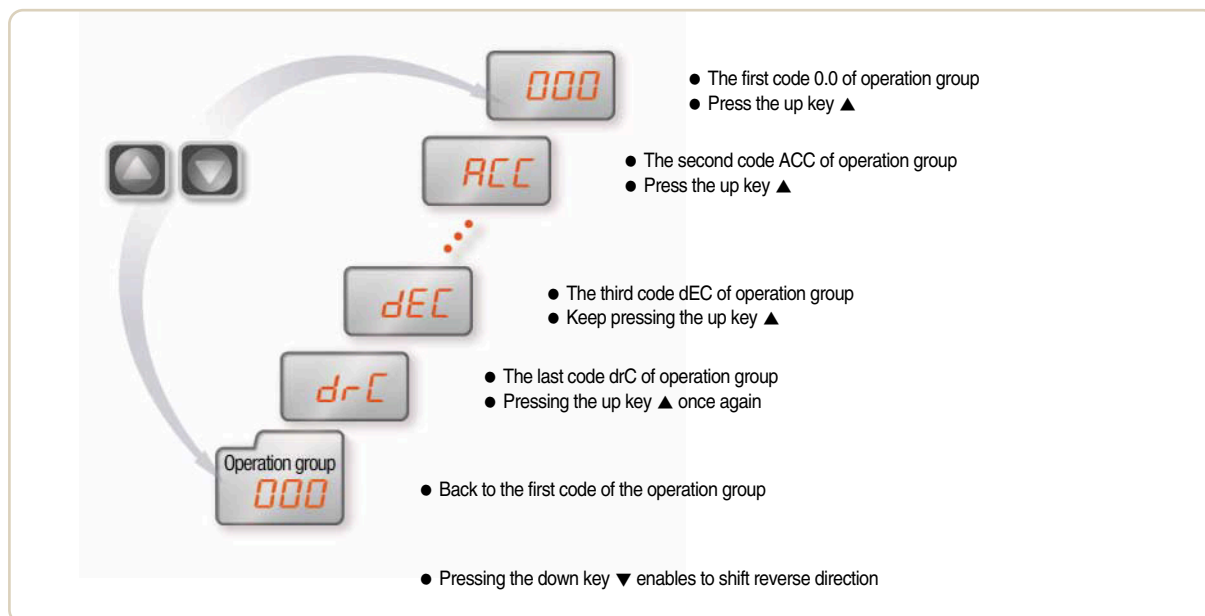 000
● The first code 0.0 of operation group
● Press the up key ▲
ACC
● The second code ACC of operation group
● Press the up key ▲
dEC
● The third code dEC of operation group
● Keep pressing the up key ▲
drC
● The last code drC of operation group
● Pressing the up key ▲ once again
Operation group
000
● Back to the first code of the operation group
● Pressing the down key ▼ enables to shift reverse direction